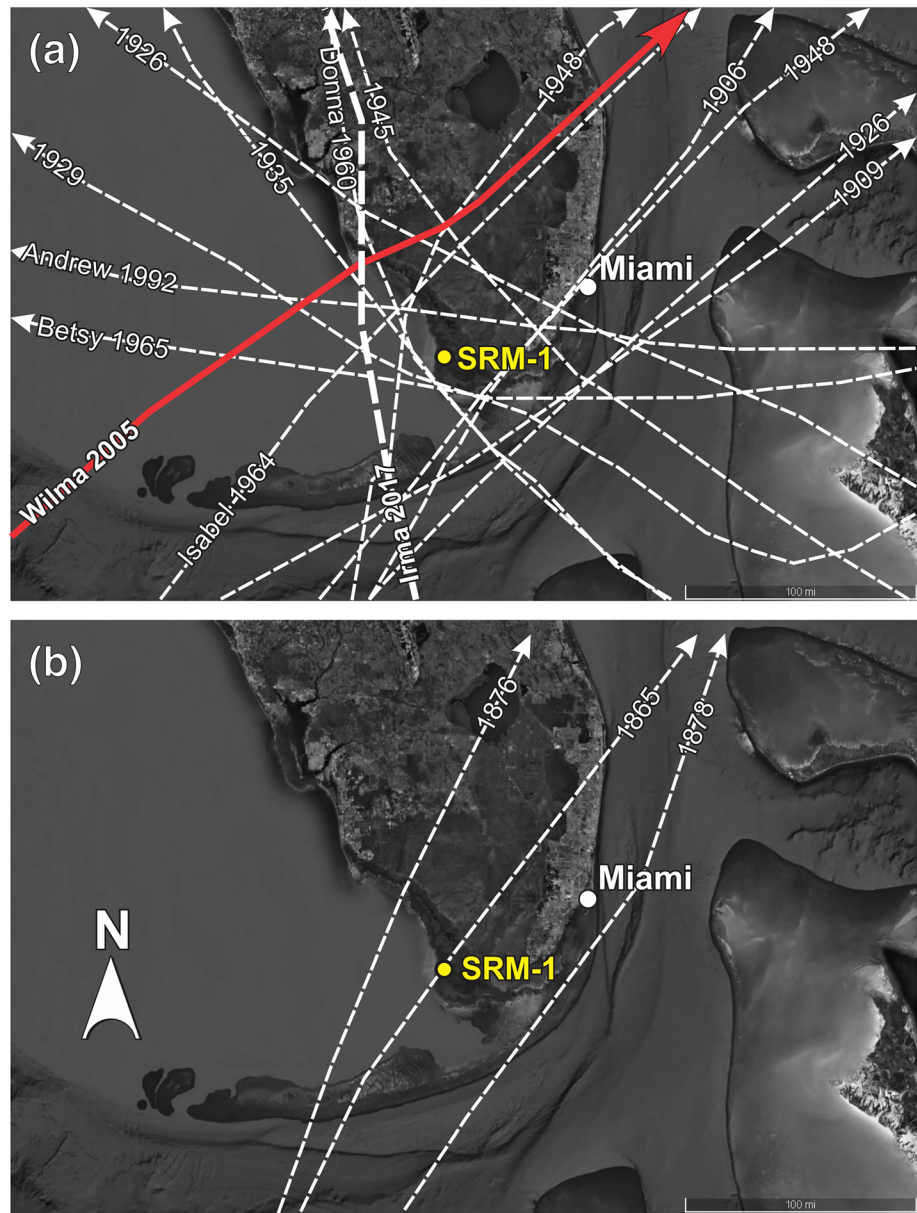 (a)
1926
Donna 1960
1945
1948
1906
1948
1926
1909
1929
1935
Andrew 1992
Betsy 1965
Miami
SRM-1
Wilma 2005
Isabel 1964
Irma 2017
100 mi
(b)
1876
1865
1878
Miami
N
SRM-1
100 mi